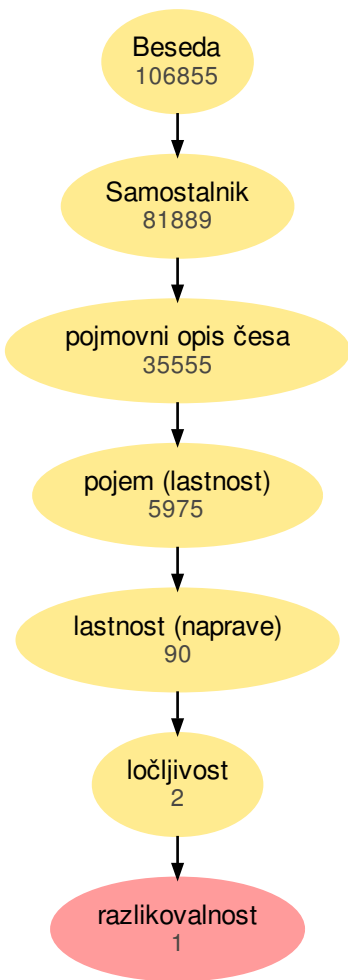 Beseda
106855
Samostalnik
81889
pojmovni opis česa
35555
pojem (lastnost)
5975
lastnost (naprave)
90
ločljivost
2
razlikovalnost
1